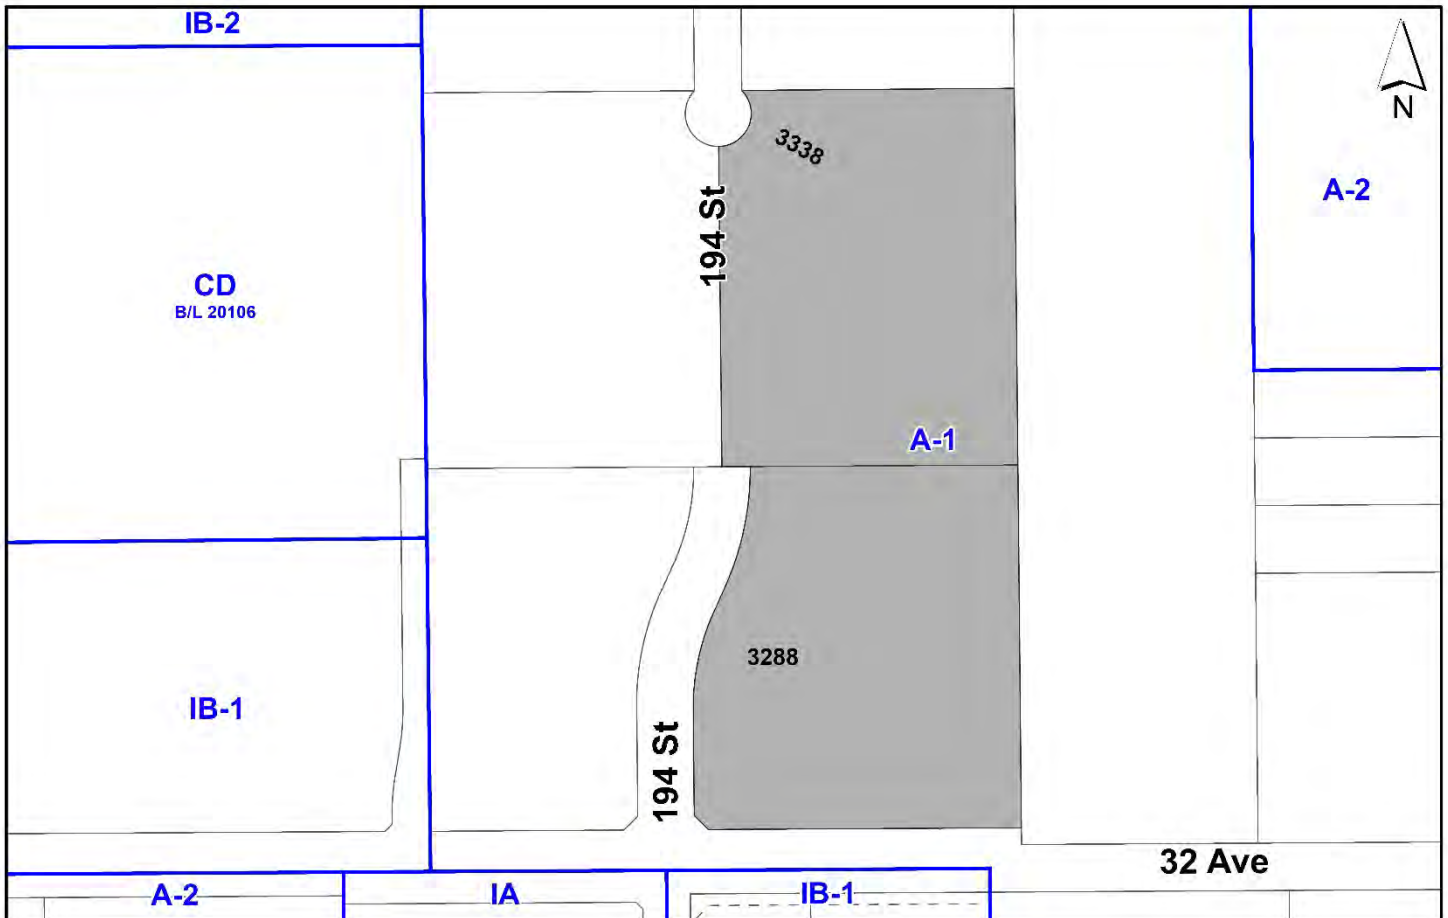 IB-2
N
3338
A-2
194 St
CD
B/L 20106
A-1
3288
IB-1
194 St
32 Ave
A-2
IA
IB-1